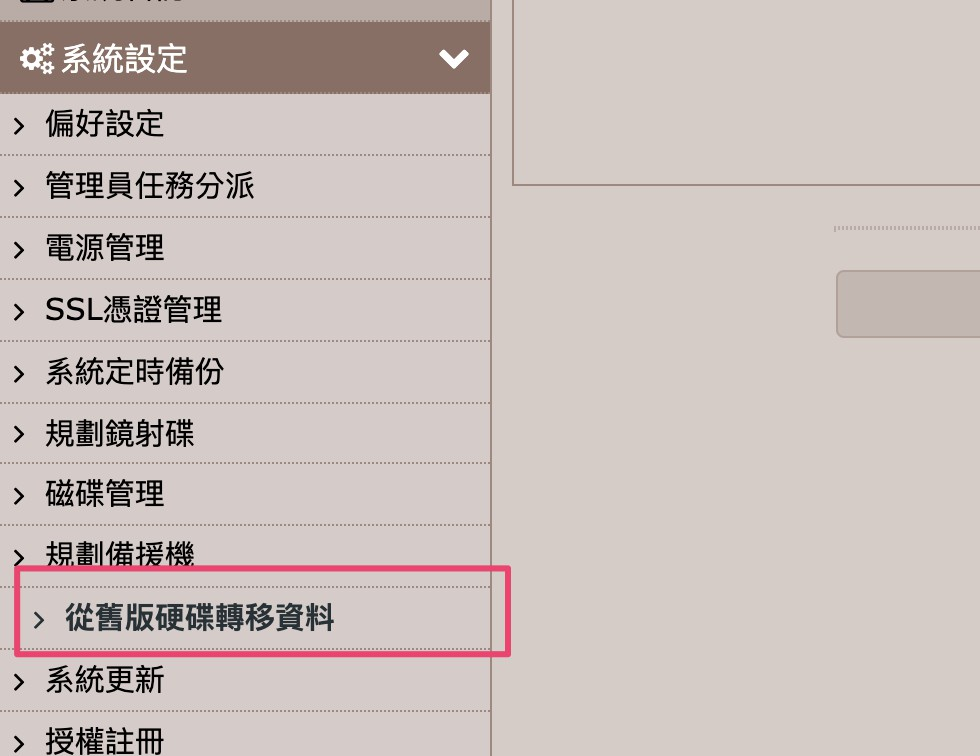 系統設定
偏好設定
管理員任務分派
電源管理
SSL憑證管理
系統定時備份
規劃鏡射碟
磁碟管理
規劃備援機
從舊版硬碟轉移資料
系統更新
授權註冊